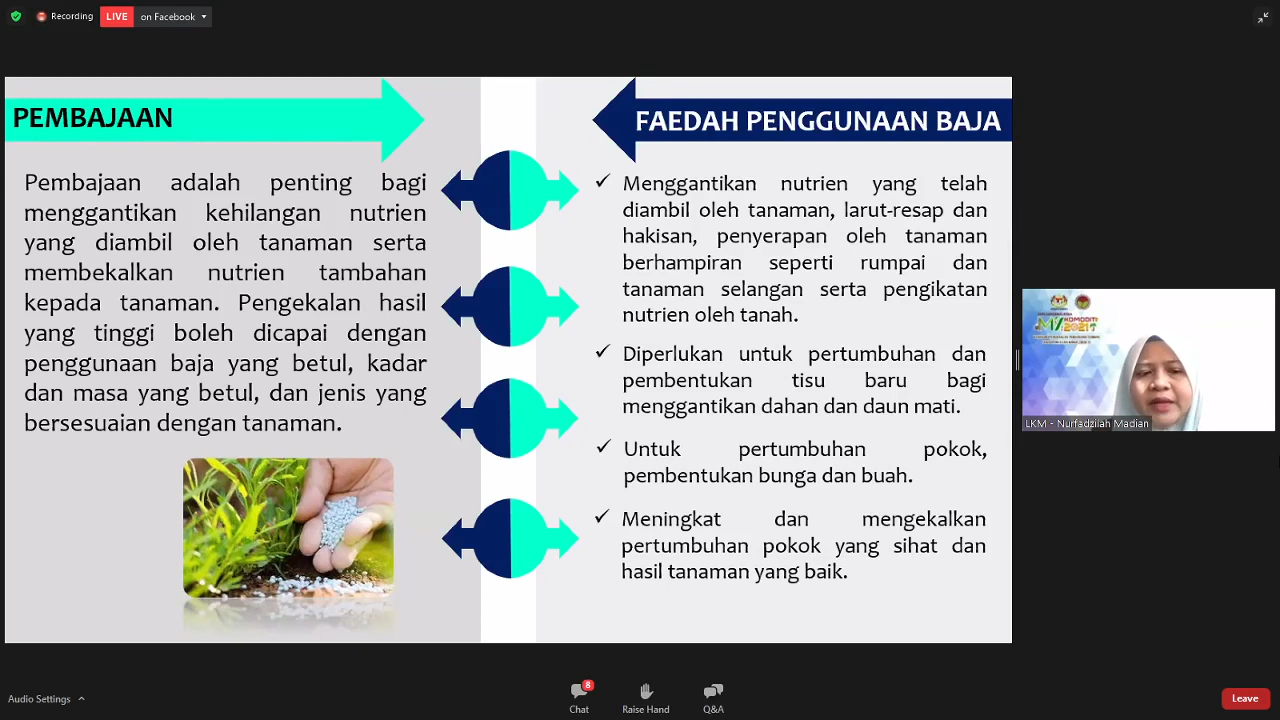 Recording
LIVE
on Facebook
PEMBAJAAN
Pembajaan adalah penting bagi
menggantikan kehilangan nutrien
yang diambil oleh tanaman serta
membekalkan nutrien tambahan
kepada tanaman. Pengekalan hasil
yang tinggi boleh dicapai dengan
penggunaan baja yang betul, kadar
dan masa yang betul, dan jenis yang
bersesuaian dengan tanaman.
FAEDAH PENGGUNAAN BAJA
✓ Menggantikan nutrien yang telah
diambil oleh tanaman, larut-resap dan
hakisan, penyerapan oleh tanaman
berhampiran seperti rumpai dan
tanaman selangan serta pengikatan
nutrien oleh tanah.
✓ Diperlukan untuk pertumbuhan dan
pembentukan tisu baru bagi
menggantikan dahan dan daun mati.
✓ Untuk pertumbuhan pokok,
pembentukan bunga dan buah.
✓ Meningkat dan mengekalkan
pertumbuhan pokok yang sihat dan
hasil tanaman yang baik.
MY KOMODITI
2021
LKM - Nurfadzilah Madian
Audio Settings
8
Chat
Raise Hand
Q&A
Leave